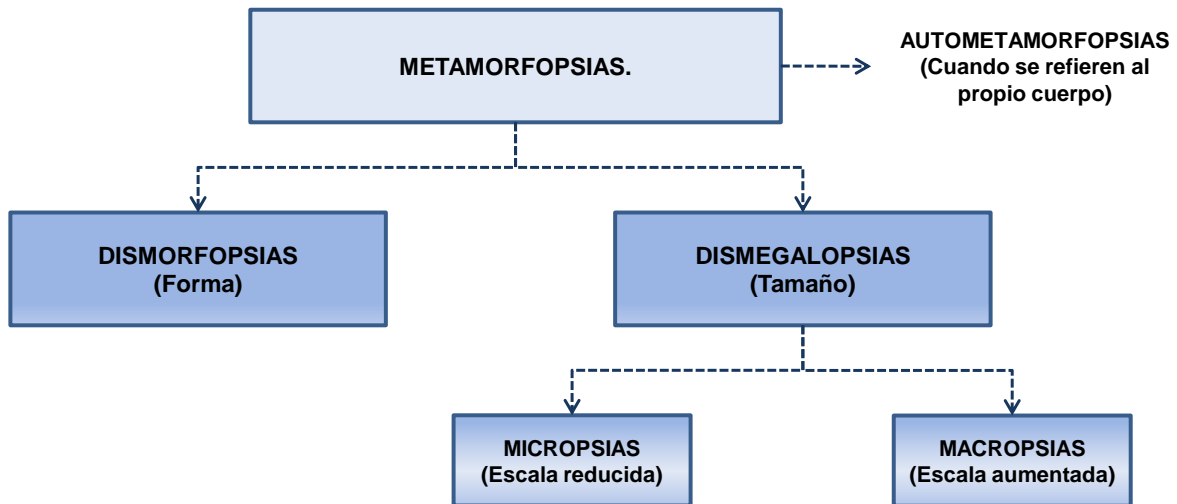 METAMORFOPSIAS.
AUTOMETAMORFOPSIAS
(Cuando se refieren al
propio cuerpo)
DISMORFOPSIAS
(Forma)
DISMEGALOPSIAS
(Tamaño)
MICROPSIAS
(Escala reducida)
MACROPSIAS
(Escala aumentada)